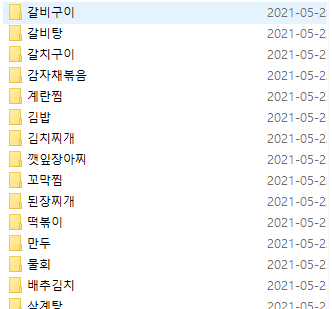 갈비구이 2021-05-2
갈비탕 2021-05-2
갈치구이 2021-05-2
감자채볶음 2021-05-2
계란찜 2021-05-2
김밥 2021-05-2
김치찌개 2021-05-2
깻잎장아찌 2021-05-2
꼬막찜 2021-05-2
된장찌개 2021-05-2
떡볶이 2021-05-2
만두 2021-05-2
물회 2021-05-2
배추김치 2021-05-2
삼계탕 2021-05-2